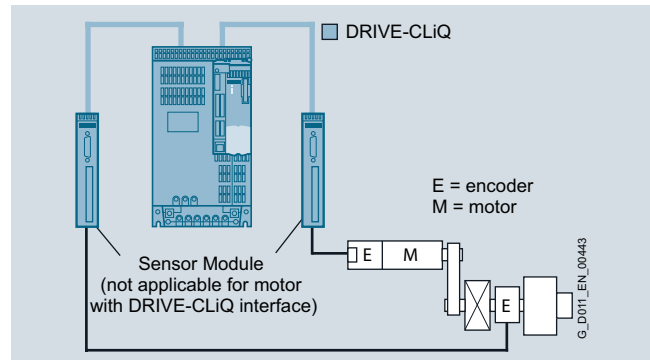 DRIVE-CLiQ
E = encoder
M = motor
Sensor Module
(not applicable for motor
with DRIVE-CLiQ interface)
E
M
E
G_D011_EN_00443